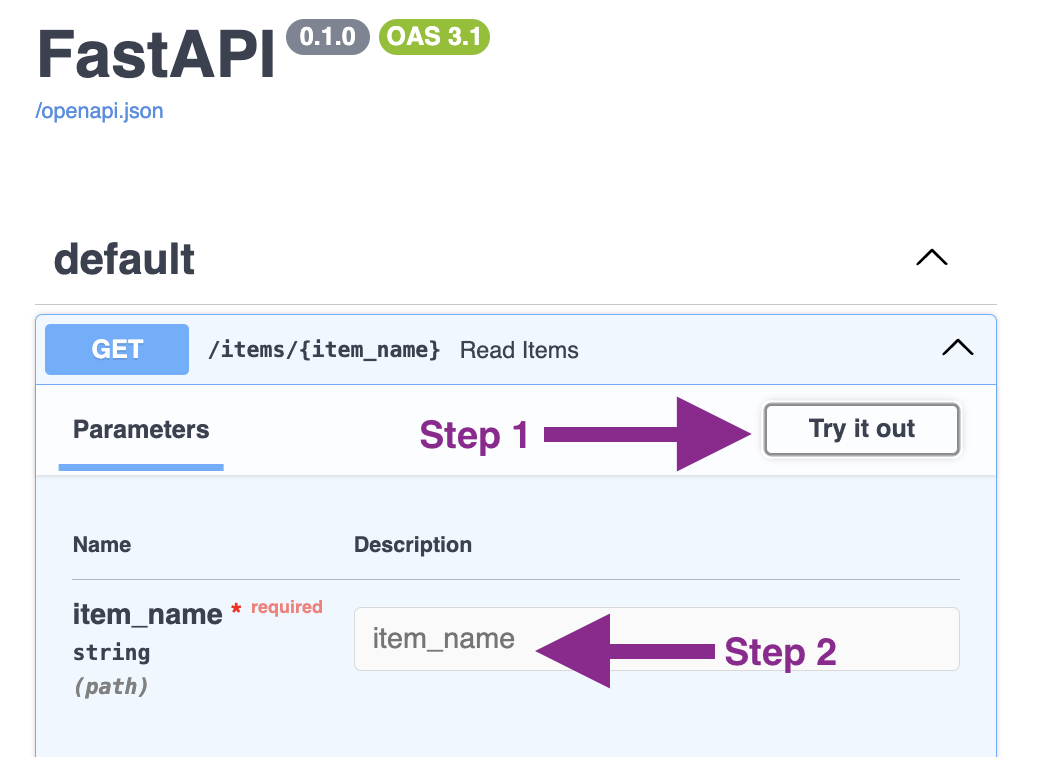 FastAPI 0.1.0 OAS 3.1
/openapi.json
default
GET /items/{item_name} Read Items
Parameters Step 1 Try it out
Name Description
item_name * required
string
(path)
item_name Step 2